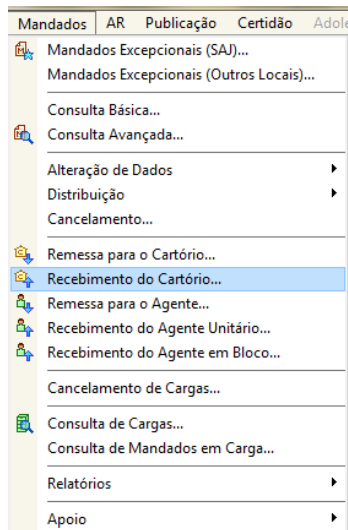 Mandados AR Publicação Certidão Adole
Mandados Excepcionais (SAJ)...
Mandados Excepcionais (Outros Locais)...
Consulta Básica...
Consulta Avançada...
Alteração de Dados
Distribuição
Cancelamento...
Remessa para o Cartório...
Recebimento do Cartório...
Remessa para o Agente...
Recebimento do Agente Unitário...
Recebimento do Agente em Bloco...
Cancelamento de Cargas...
Consulta de Cargas...
Consulta de Mandados em Carga...
Relatórios
Apoio